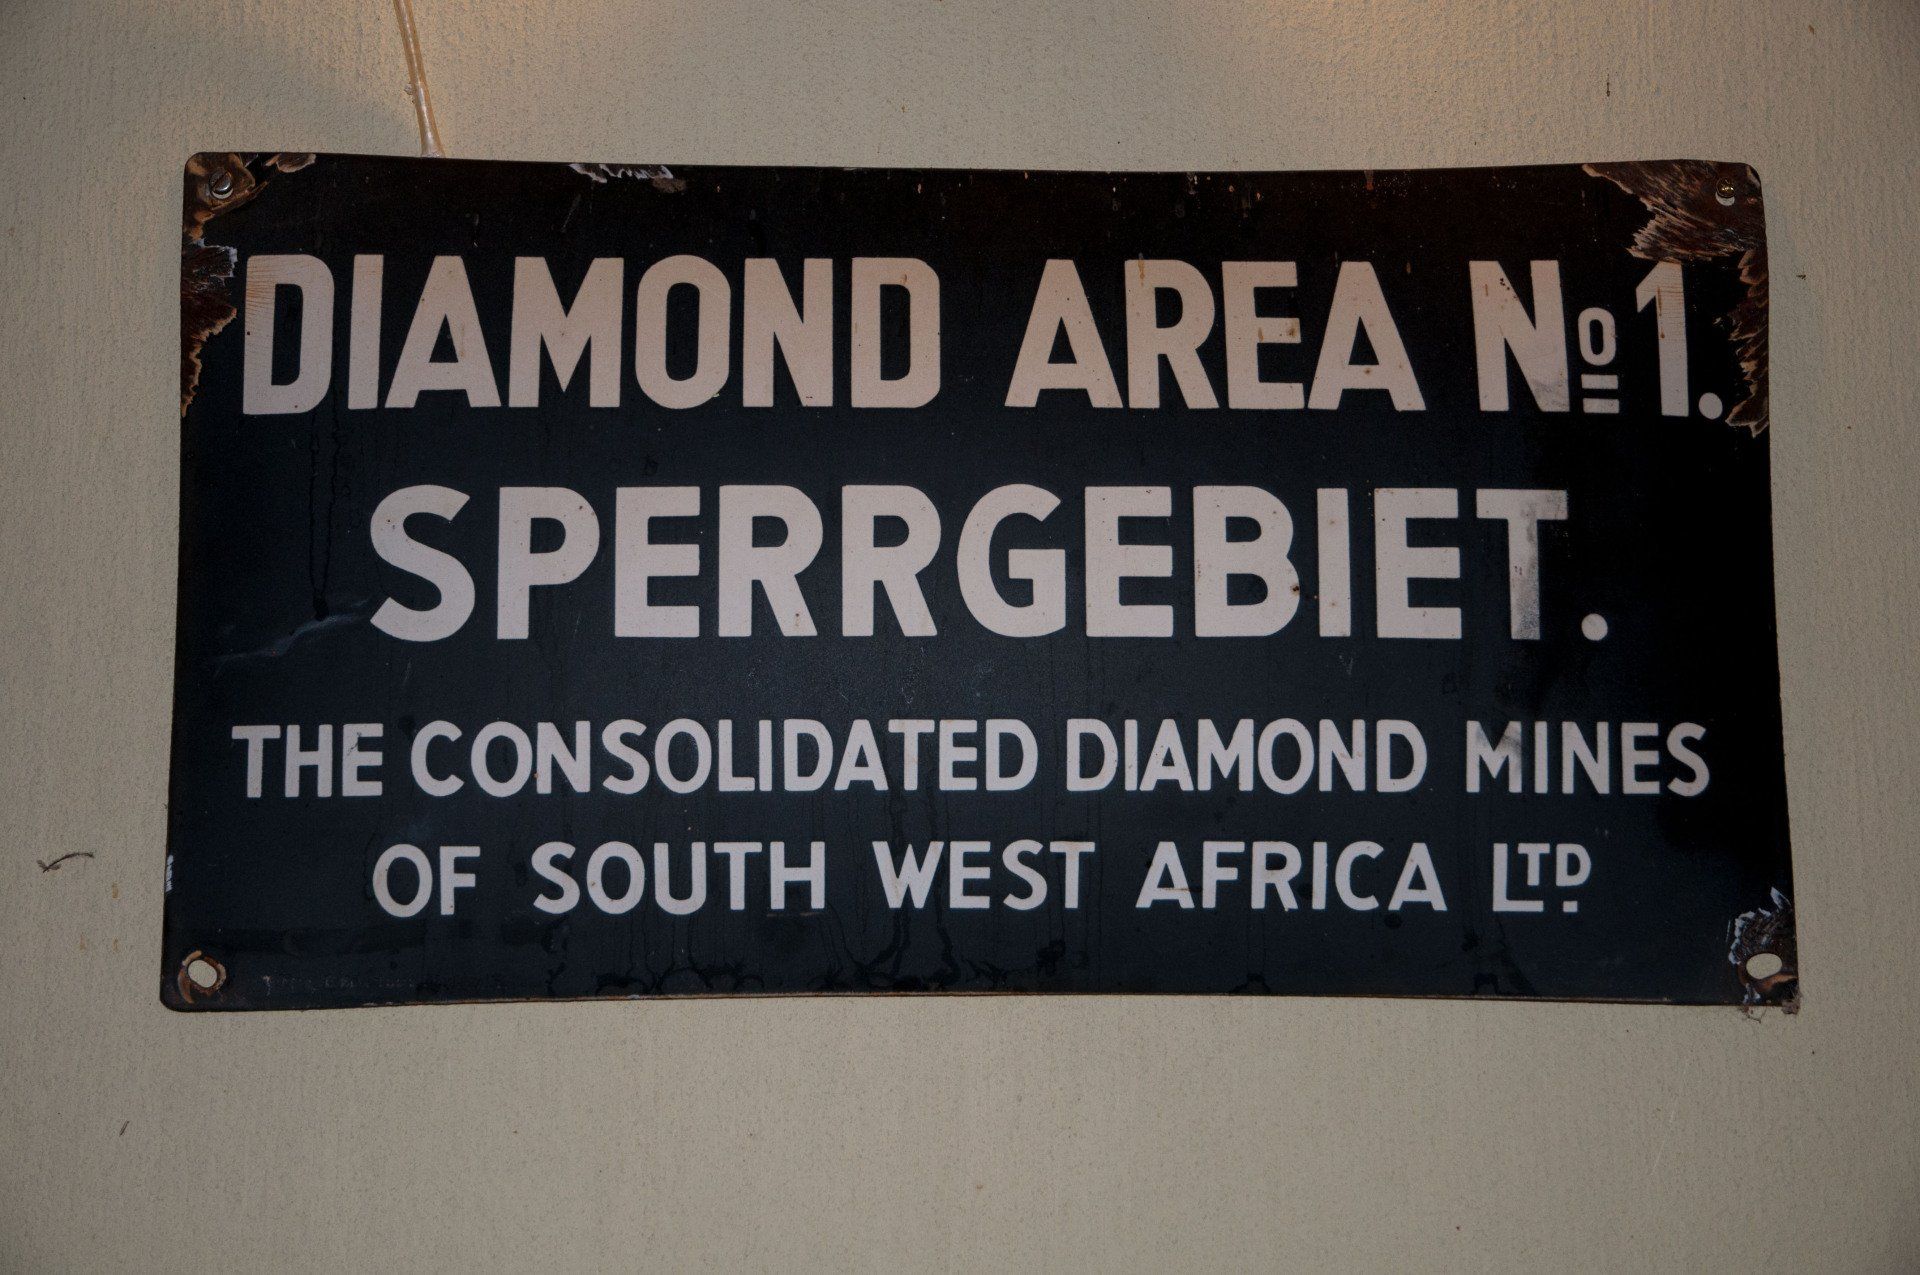 DIAMOND AREA Nº 1.
SPERRGEBIET.
THE CONSOLIDATED DIAMOND MINES
OF SOUTH WEST AFRICA LTD.